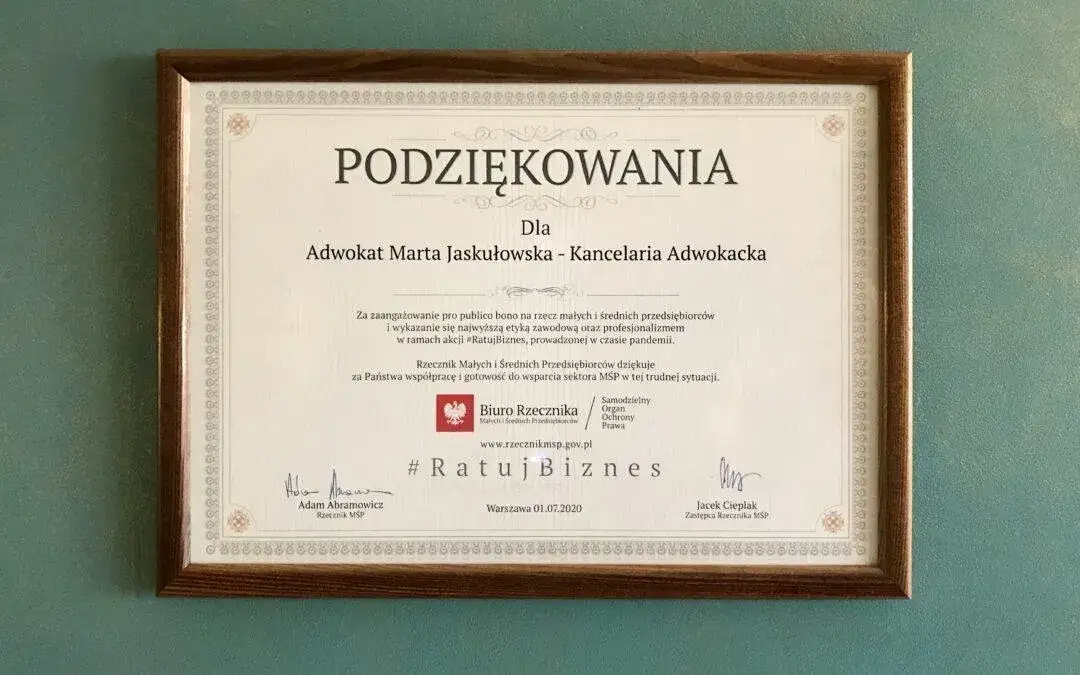 PODZIĘKOWANIA
Dla
Adwokat Marta Jaskułowska - Kancelaria Adwokacka
Za zaangażowanie pro publico bono na rzecz małych i średnich przedsiębiorców
i wykazanie się najwyższą etyką zawodową oraz profesjonalizmem
w ramach akcji #RatujBiznes, prowadzonej w czasie pandemii.
Rzecznik Małych i Średnich Przedsiębiorców dziękuje
za Państwa współpracę i gotowość do wsparcia sektora MŚP w tej trudnej sytuacji.
Biuro Rzecznika
Małych i Średnich Przedsiębiorców
Samodzielny
Organ
Ochrony
Prawa
www.rzecznikmsp.gov.pl
#RatujBiznes
Adam Abramowicz
Rzecznik MŚP
Warszawa 01.07.2020
Jacek Cieplak
Zastępca Rzecznika MŚP